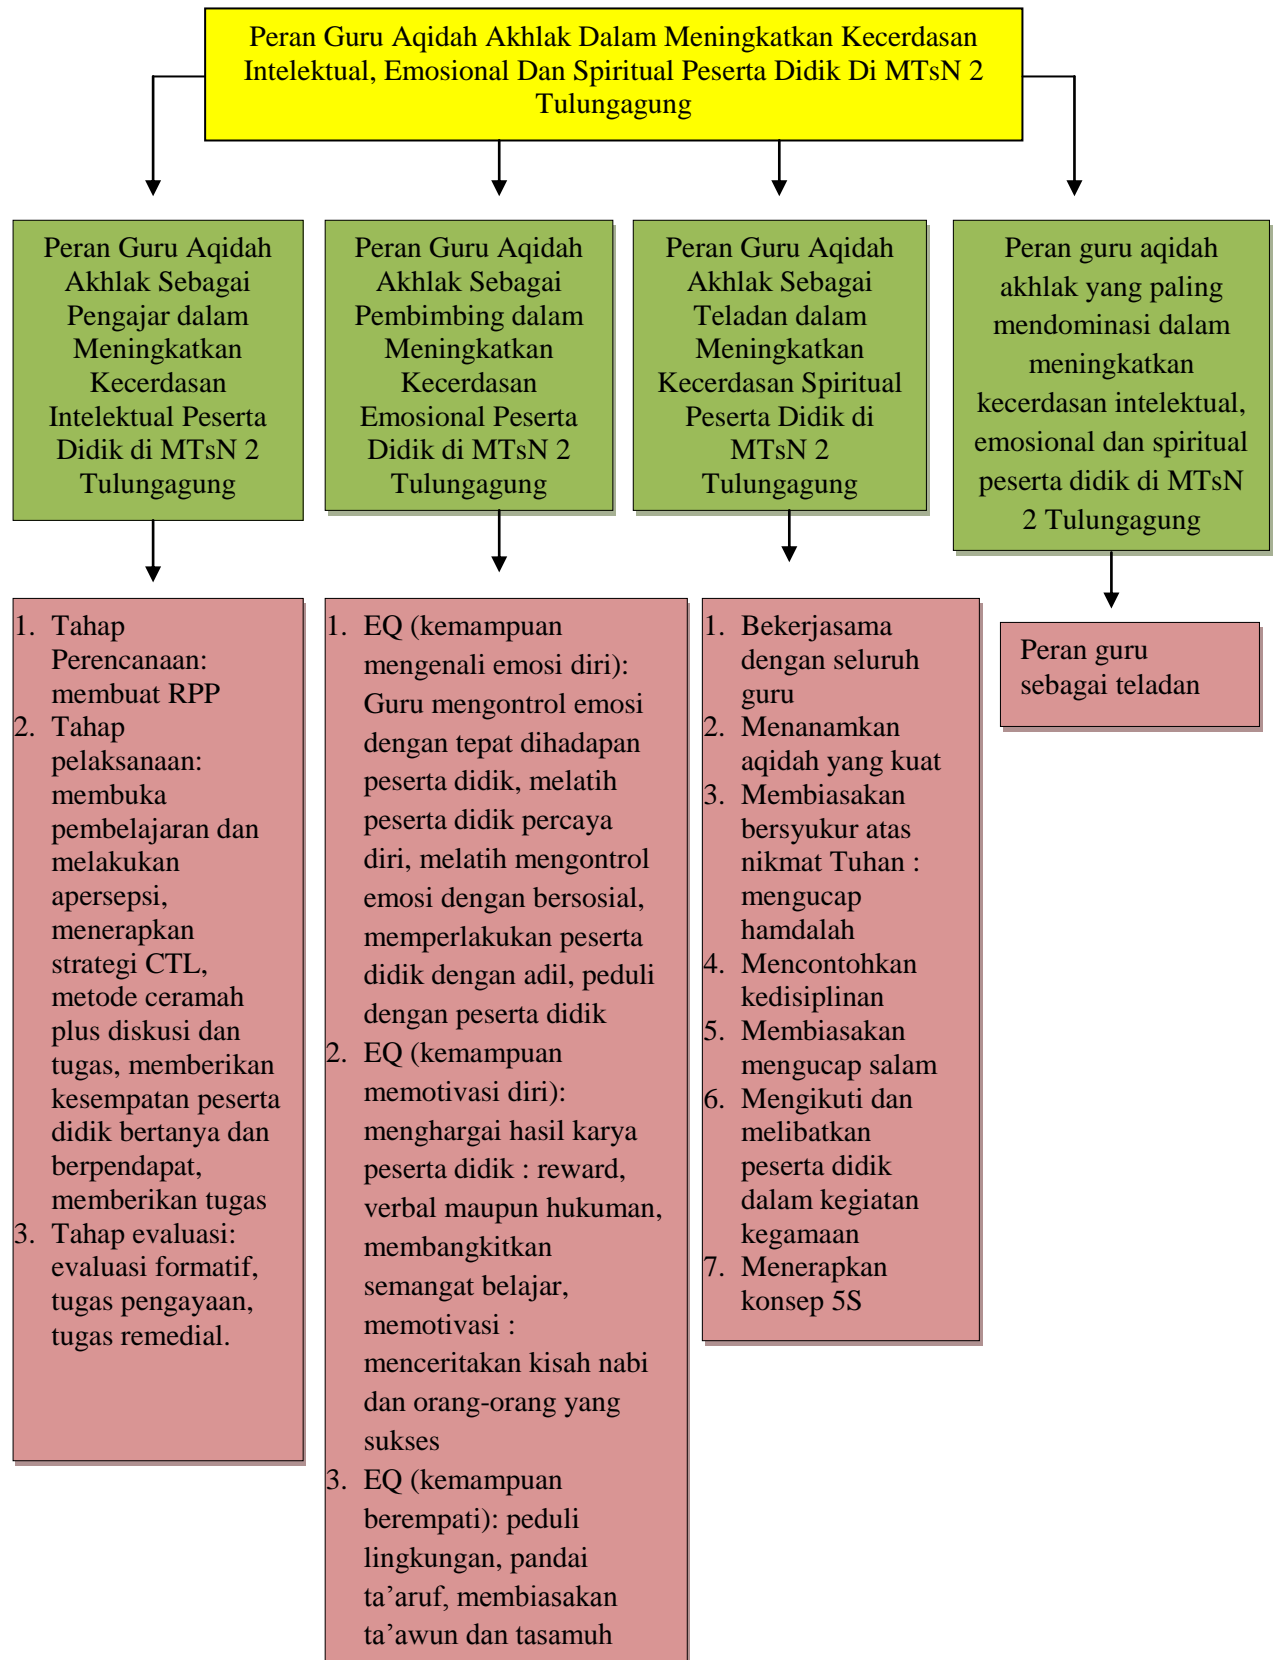 Peran Guru Aqidah Akhlak Dalam Meningkatkan Kecerdasan
Intelektual, Emosional Dan Spiritual Peserta Didik Di MTsN 2
Tulungagung
Peran Guru Aqidah
Akhlak Sebagai
Pengajar dalam
Meningkatkan
Kecerdasan
Intelektual Peserta
Didik di MTsN 2
Tulungagung
Peran Guru Aqidah
Akhlak Sebagai
Pembimbing dalam
Meningkatkan
Kecerdasan
Emosional Peserta
Didik di MTsN 2
Tulungagung
Peran Guru Aqidah
Akhlak Sebagai
Teladan dalam
Meningkatkan
Kecerdasan Spiritual
Peserta Didik di
MTsN 2
Tulungagung
Peran guru aqidah
akhlak yang paling
mendominasi dalam
meningkatkan
kecerdasan intelektual,
emosional dan spiritual
peserta didik di MTsN
2 Tulungagung
1. Tahap
Perencanaan:
membuat RPP
2. Tahap
pelaksanaan:
membuka
pembelajaran dan
melakukan
apersepsi,
menerapkan
strategi CTL,
metode ceramah
plus diskusi dan
tugas, memberikan
kesempatan peserta
didik bertanya dan
berpendapat,
memberikan tugas
3. Tahap evaluasi:
evaluasi formatif,
tugas pengayaan,
tugas remedial.
1. EQ (kemampuan
mengenali emosi diri):
Guru mengontrol emosi
dengan tepat dihadapan
peserta didik, melatih
peserta didik percaya
diri, melatih mengontrol
emosi dengan bersosial,
memperlakukan peserta
didik dengan adil, peduli
dengan peserta didik
2. EQ (kemampuan
memotivasi diri):
menghargai hasil karya
peserta didik : reward,
verbal maupun hukuman,
membangkitkan
semangat belajar,
memotivasi :
menceritakan kisah nabi
dan orang-orang yang
sukses
3. EQ (kemampuan
berempati): peduli
lingkungan, pandai
ta’aruf, membiasakan
ta’awun dan tasamuh
1. Bekerjasama
dengan seluruh
guru
2. Menanamkan
aqidah yang kuat
3. Membiasakan
bersyukur atas
nikmat Tuhan :
mengucap
hamdalah
4. Mencontohkan
kedisiplinan
5. Membiasakan
mengucap salam
6. Mengikuti dan
melibatkan
peserta didik
dalam kegiatan
kegamaan
7. Menerapkan
konsep 5S
Peran guru
sebagai teladan